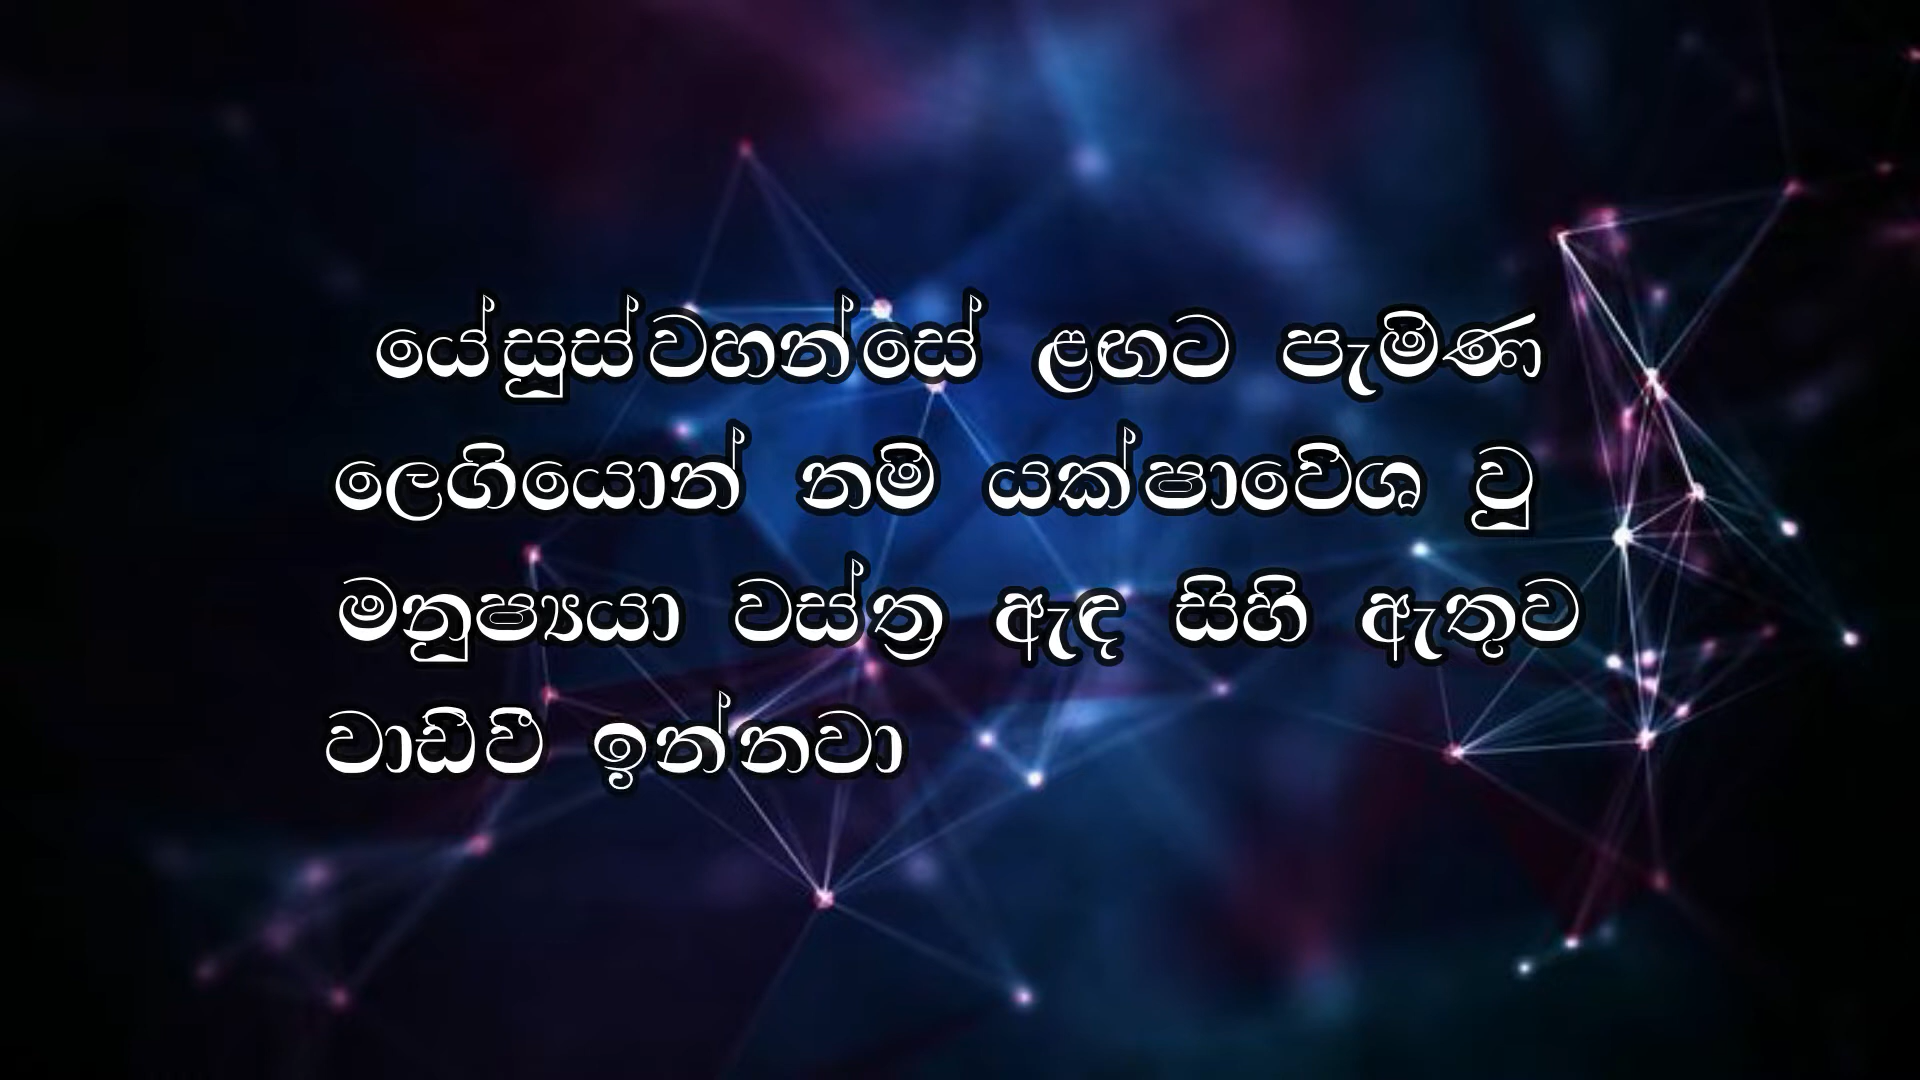 යේසුස්වහන්සේ ළඟට පැමිණ
ලෙගියොන් නම් යක්ෂාවේශ වූ
මනුෂ්‍යයා වස්ත්‍ර ඇඳ සිහි ඇතුව
වාඩිවී ඉන්නවා